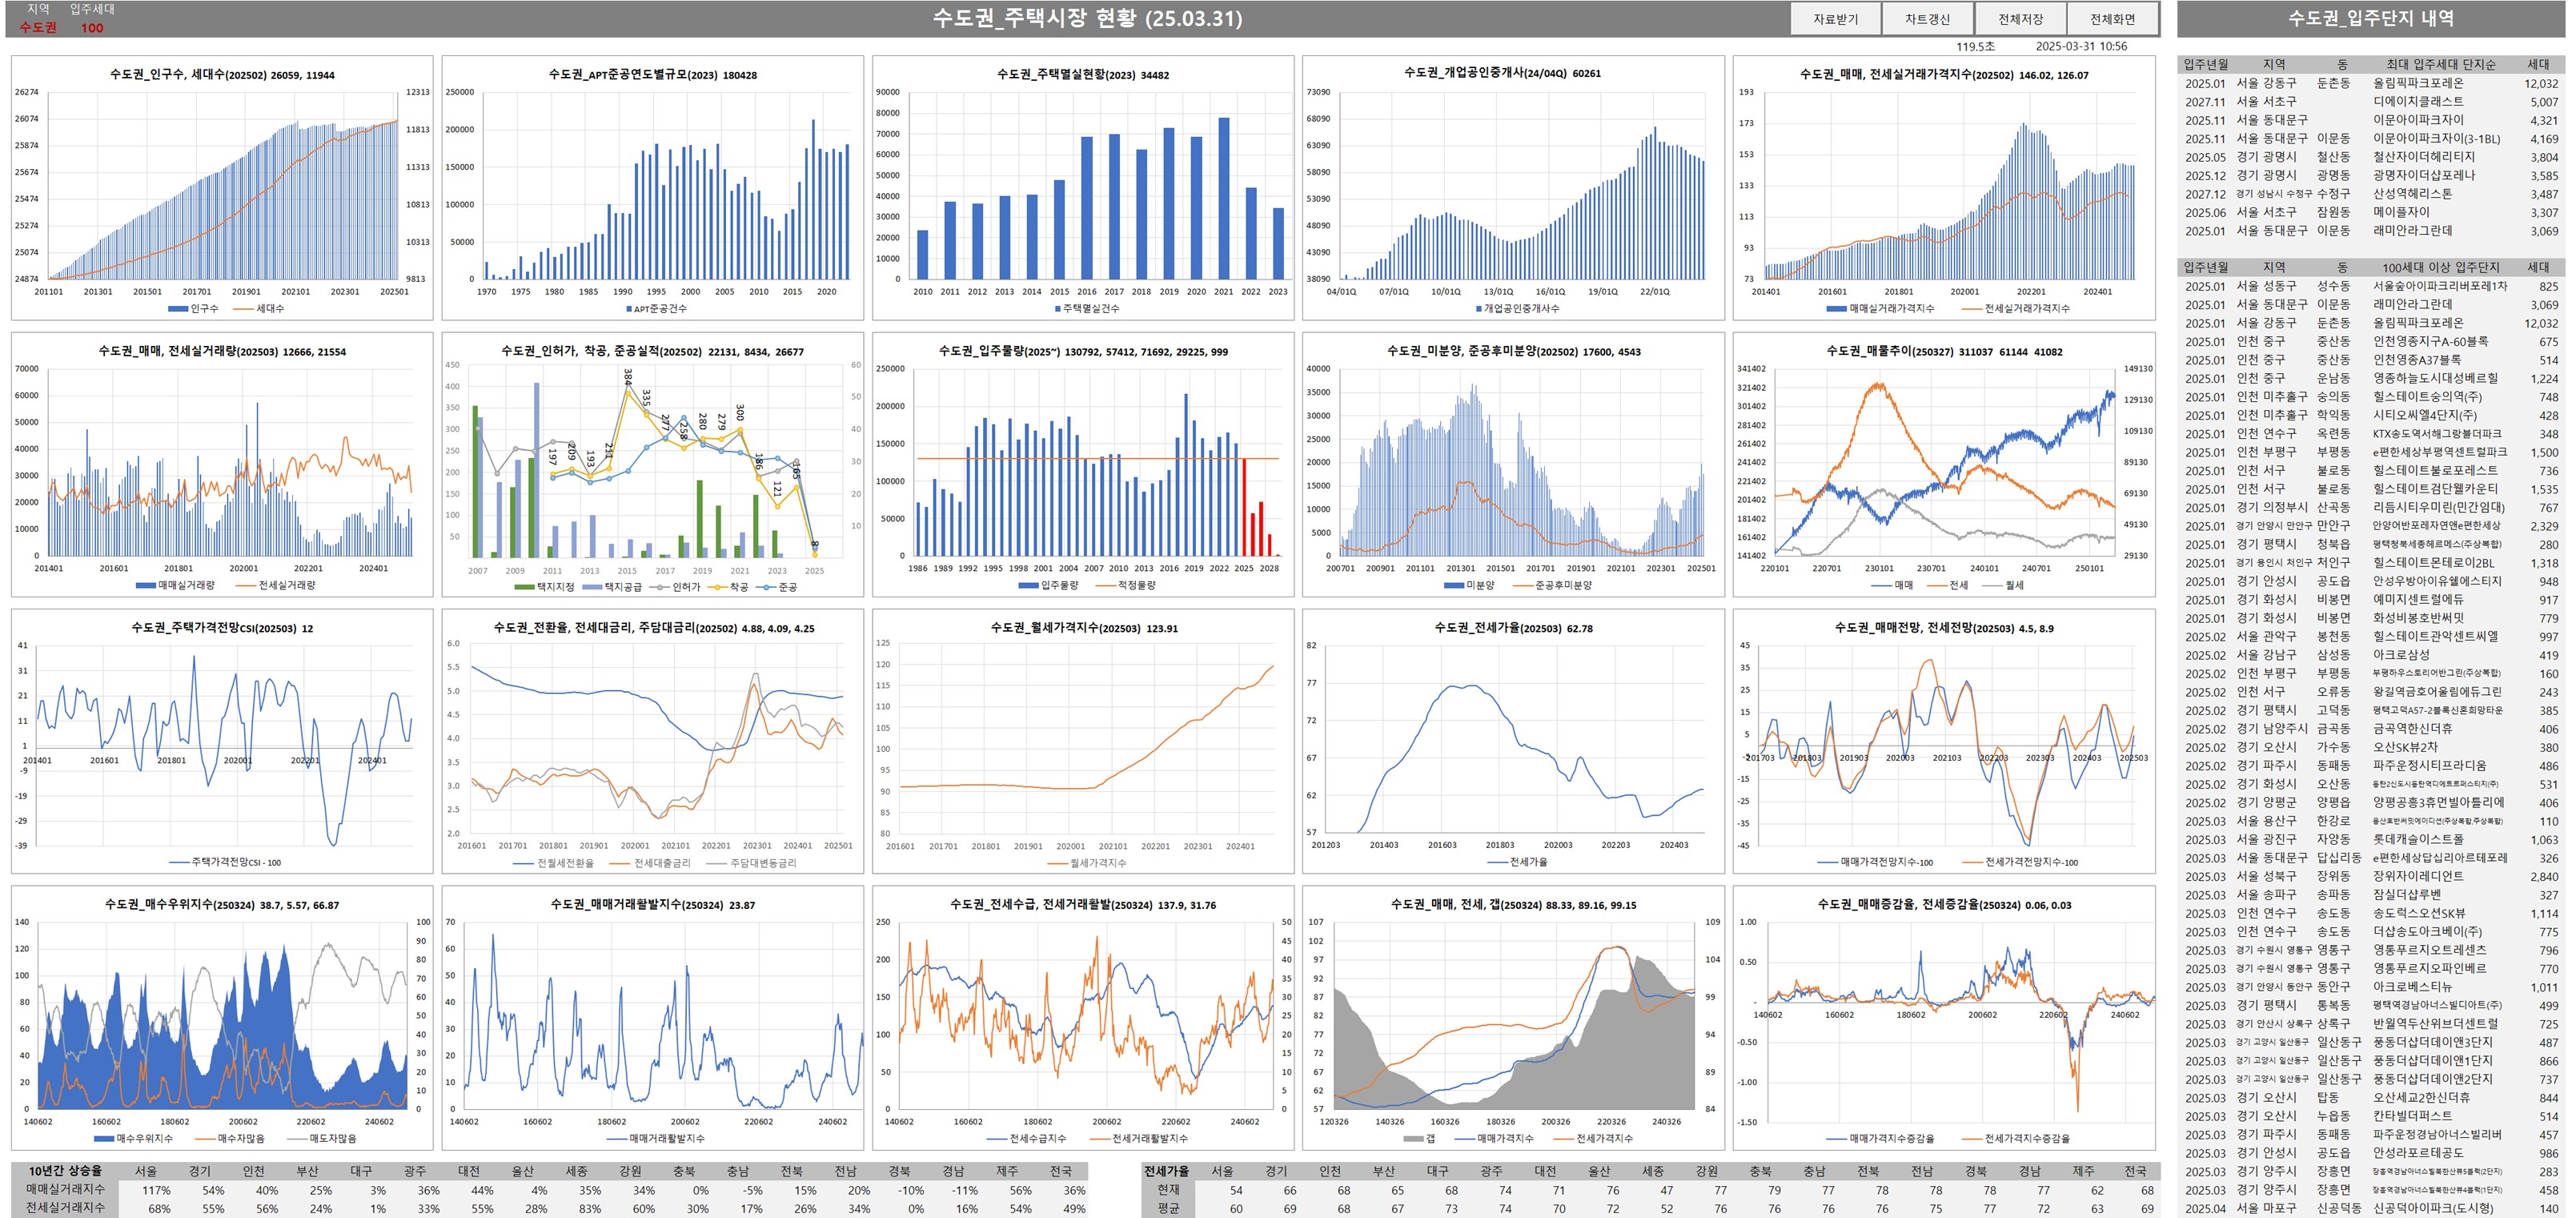 지역 입주세대
수도권 100
수도권_주택시장 현황 (25.03.31)
자료받기 차트갱신 전체저장 전체화면
119.5초 2025-03-31 10:56
수도권_인구수, 세대수(202502) 26059, 11944
인구수 세대수
수도권_APT준공연도별규모(2023) 180428
APT준공건수
수도권_주택멸실현황(2023) 34482
주택멸실건수
수도권_개업공인중개사(24/04Q) 60261
개업공인중개사수
수도권_매매, 전세실거래가격지수(202502) 146.02, 126.07
매매실거래가격지수 전세실거래가격지수
수도권_매매, 전세실거래량(202503) 12666, 21554
매매실거래량 전세실거래량
수도권_인허가, 착공, 준공실적(202502) 22131, 8434, 26677
택지지정 택지공급 인허가 착공 준공
수도권_입주물량(2025~) 130792, 57412, 71692, 29225, 999
입주물량 적정물량
수도권_미분양, 준공후미분양(202502) 17600, 4543
미분양 준공후미분양
수도권_매물추이(250327) 311037 61144 41082
매매 전세 월세
수도권_주택가격전망CSI(202503) 12
주택가격전망CSI - 100
수도권_전환율, 전세대금리, 주담대금리(202502) 4.88, 4.09, 4.25
전월세전환율 전세대출금리 주담대변동금리
수도권_월세가격지수(202503) 123.91
월세가격지수
수도권_전세가율(202503) 62.78
전세가율
수도권_매매전망, 전세전망(202503) 4.5, 8.9
매매가격전망지수-100 전세가격전망지수-100
수도권_매수우위지수(250324) 38.7, 5.57, 66.87
매수우위지수 매수자많음 매도자많음
수도권_매매거래활발지수(250324) 23.87
매매거래활발지수
수도권_전세수급, 전세거래활발(250324) 137.9, 31.76
전세수급지수 전세거래활발지수
수도권_매매, 전세, 갭(250324) 88.33, 89.16, 99.15
갭 매매가격지수 전세가격지수
수도권_매매증감율, 전세증감율(250324) 0.06, 0.03
매매가격지수증감율 전세가격지수증감율
10년간 상승율 서울 경기 인천 부산 대구 광주 대전 울산 세종 강원 충북 충남 전북 전남 경북 경남 제주 전국
매매실거래지수 117% 54% 40% 25% 3% 36% 44% 4% 35% 34% 0% -5% 15% 20% -10% -11% 56% 36%
전세실거래지수 68% 55% 56% 24% 1% 33% 55% 28% 83% 60% 30% 17% 26% 34% 0% 16% 54% 49%
전세가율 서울 경기 인천 부산 대구 광주 대전 울산 세종 강원 충북 충남 전북 전남 경북 경남 제주 전국
현재 54 66 68 65 68 74 71 76 47 77 79 77 78 78 78 77 62 68
평균 60 69 68 67 73 74 70 72 52 76 76 76 76 75 77 72 63 69
수도권_입주단지 내역
입주년월 지역 동 최대 입주세대 단지순 세대
2025.01 서울 강동구 둔촌동 올림픽파크포레온 12,032
2027.11 서울 서초구 디에이치클래스트 5,007
2025.11 서울 동대문구 이문아이파크자이 4,321
2025.11 서울 동대문구 이문동 이문아이파크자이(3-1BL) 4,169
2025.05 경기 광명시 철산동 철산자이더헤리티지 3,804
2025.12 경기 광명시 광명동 광명자이더샵포레나 3,585
2027.12 경기 성남시 수정구 수정구 산성역헤리스톤 3,487
2025.06 서울 서초구 잠원동 메이플자이 3,307
2025.01 서울 동대문구 이문동 래미안라그란데 3,069
입주년월 지역 동 100세대 이상 입주단지 세대
2025.01 서울 성동구 성수동 서울숲아이파크리버포레1차 825
2025.01 서울 동대문구 이문동 래미안라그란데 3,069
2025.01 서울 강동구 둔촌동 올림픽파크포레온 12,032
2025.01 인천 중구 중산동 인천영종지구A-60블록 675
2025.01 인천 중구 중산동 인천영종A37블록 514
2025.01 인천 중구 운남동 영종하늘도시대성베르힐 1,224
2025.01 인천 미추홀구 숭의동 힐스테이트숭의역(주) 748
2025.01 인천 미추홀구 학익동 시티오씨엘4단지(주) 428
2025.01 인천 연수구 옥련동 KTX송도역서해그랑블더파크 348
2025.01 인천 부평구 부평동 e편한세상부평역센트럴파크 1,500
2025.01 인천 서구 불로동 힐스테이트불로포레스트 736
2025.01 인천 서구 불로동 힐스테이트검단웰카운티 1,535
2025.01 경기 의정부시 산곡동 리듬시티우미린(민간임대) 767
2025.01 경기 안양시 만안구 만안구 안양어반포레자연앤e편한세상 2,329
2025.01 경기 평택시 청북읍 평택청북세종헤르메스(주상복합) 280
2025.01 경기 용인시 처인구 처인구 힐스테이트몬테로이2BL 1,318
2025.01 경기 안성시 공도읍 안성우방아이유쉘에스티지 948
2025.01 경기 화성시 비봉면 예미지센트럴에듀 917
2025.01 경기 화성시 비봉면 화성비봉호반써밋 779
2025.02 서울 관악구 봉천동 힐스테이트관악센트씨엘 997
2025.02 서울 강남구 삼성동 아크로삼성 419
2025.02 인천 부평구 부평동 부평하우스토리어반그린(주상복합) 160
2025.02 인천 서구 오류동 왕길역금호어울림에듀그린 243
2025.02 경기 평택시 고덕동 평택고덕A57-2블록신혼희망타운 385
2025.02 경기 남양주시 금곡동 금곡역한신더휴 406
2025.02 경기 오산시 가수동 오산SK뷰2차 380
2025.02 경기 파주시 동패동 파주운정시티프라디움 486
2025.02 경기 화성시 오산동 531
2025.02 경기 양평군 양평읍 양평공흥3휴먼빌아틀리에 406
2025.03 서울 용산구 한강로 110
2025.03 서울 광진구 자양동 롯데캐슬이스트폴 1,063
2025.03 서울 동대문구 답십리동 e편한세상답십리아르테포레 326
2025.03 서울 성북구 장위동 장위자이레디언트 2,840
2025.03 서울 송파구 송파동 잠실더샵루벤 327
2025.03 인천 연수구 송도동 송도럭스오션SK뷰 1,114
2025.03 인천 연수구 송도동 더샵송도아크베이(주) 775
2025.03 경기 수원시 영통구 영통구 영통푸르지오트레센츠 796
2025.03 경기 수원시 영통구 영통구 영통푸르지오파인베르 770
2025.03 경기 안양시 동안구 동안구 아크로베스티뉴 1,011
2025.03 경기 평택시 통복동 평택역경남아너스빌디아트(주) 499
2025.03 경기 안산시 상록구 상록구 반월역두산위브더센트럴 725
2025.03 경기 고양시 일산동구 일산동구 풍동더샵더데이앤3단지 487
2025.03 경기 고양시 일산동구 일산동구 풍동더샵더데이앤1단지 866
2025.03 경기 고양시 일산동구 일산동구 풍동더샵더데이앤2단지 737
2025.03 경기 오산시 탑동 오산세교2한신더휴 844
2025.03 경기 오산시 누읍동 칸타빌더퍼스트 514
2025.03 경기 파주시 동패동 파주운정경남아너스빌리버 457
2025.03 경기 안성시 공도읍 안성라포르테공도 986
2025.03 경기 양주시 장흥면 장흥역경남아너스빌북한산뷰5블럭(2단지) 283
2025.03 경기 양주시 장흥면 장흥역경남아너스빌북한산뷰4블럭(1단지) 458
2025.04 서울 마포구 신공덕동 신공덕아이파크(도시형) 140